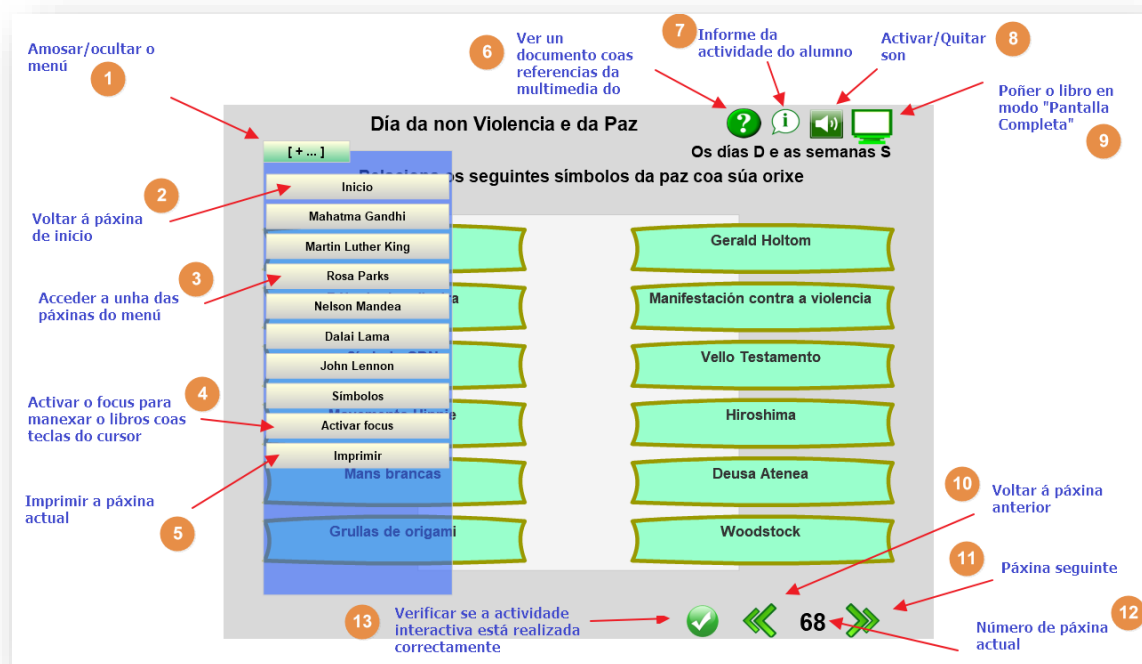 Amosar/ocultar o
menú
1
6
Ver un
documento coas
referencias da
multimedia do
7
Informe da
actividade do alumno
Activar/Quitar
son
8
Poñer o libro en
modo "Pantalla
Completa"
9
Día da non Violencia e da Paz
?
i
Os días D e as semanas S
[ + ... ]
os seguintes símbolos da paz coa súa orixe
2
Voltar á páxina
de inicio
3
Acceder a unha das
páxinas do menú
4
Activar o focus para
manexar o libros coas
teclas do cursor
Imprimir a páxina
actual
5
Inicio
Mahatma Gandhi
Martin Luther King
Rosa Parks
Nelson Mandea
Dalai Lama
John Lennon
Símbolos
Activar focus
Imprimir
Mans brancas
Grullas de origami
Gerald Holtom
Manifestación contra a violencia
Vello Testamento
Hiroshima
Deusa Atenea
Woodstock
10
Voltar á páxina
anterior
11
Páxina seguinte
12
Número de páxina
actual
13
Verificar se a actividade
interactiva está realizada
correctamente
68